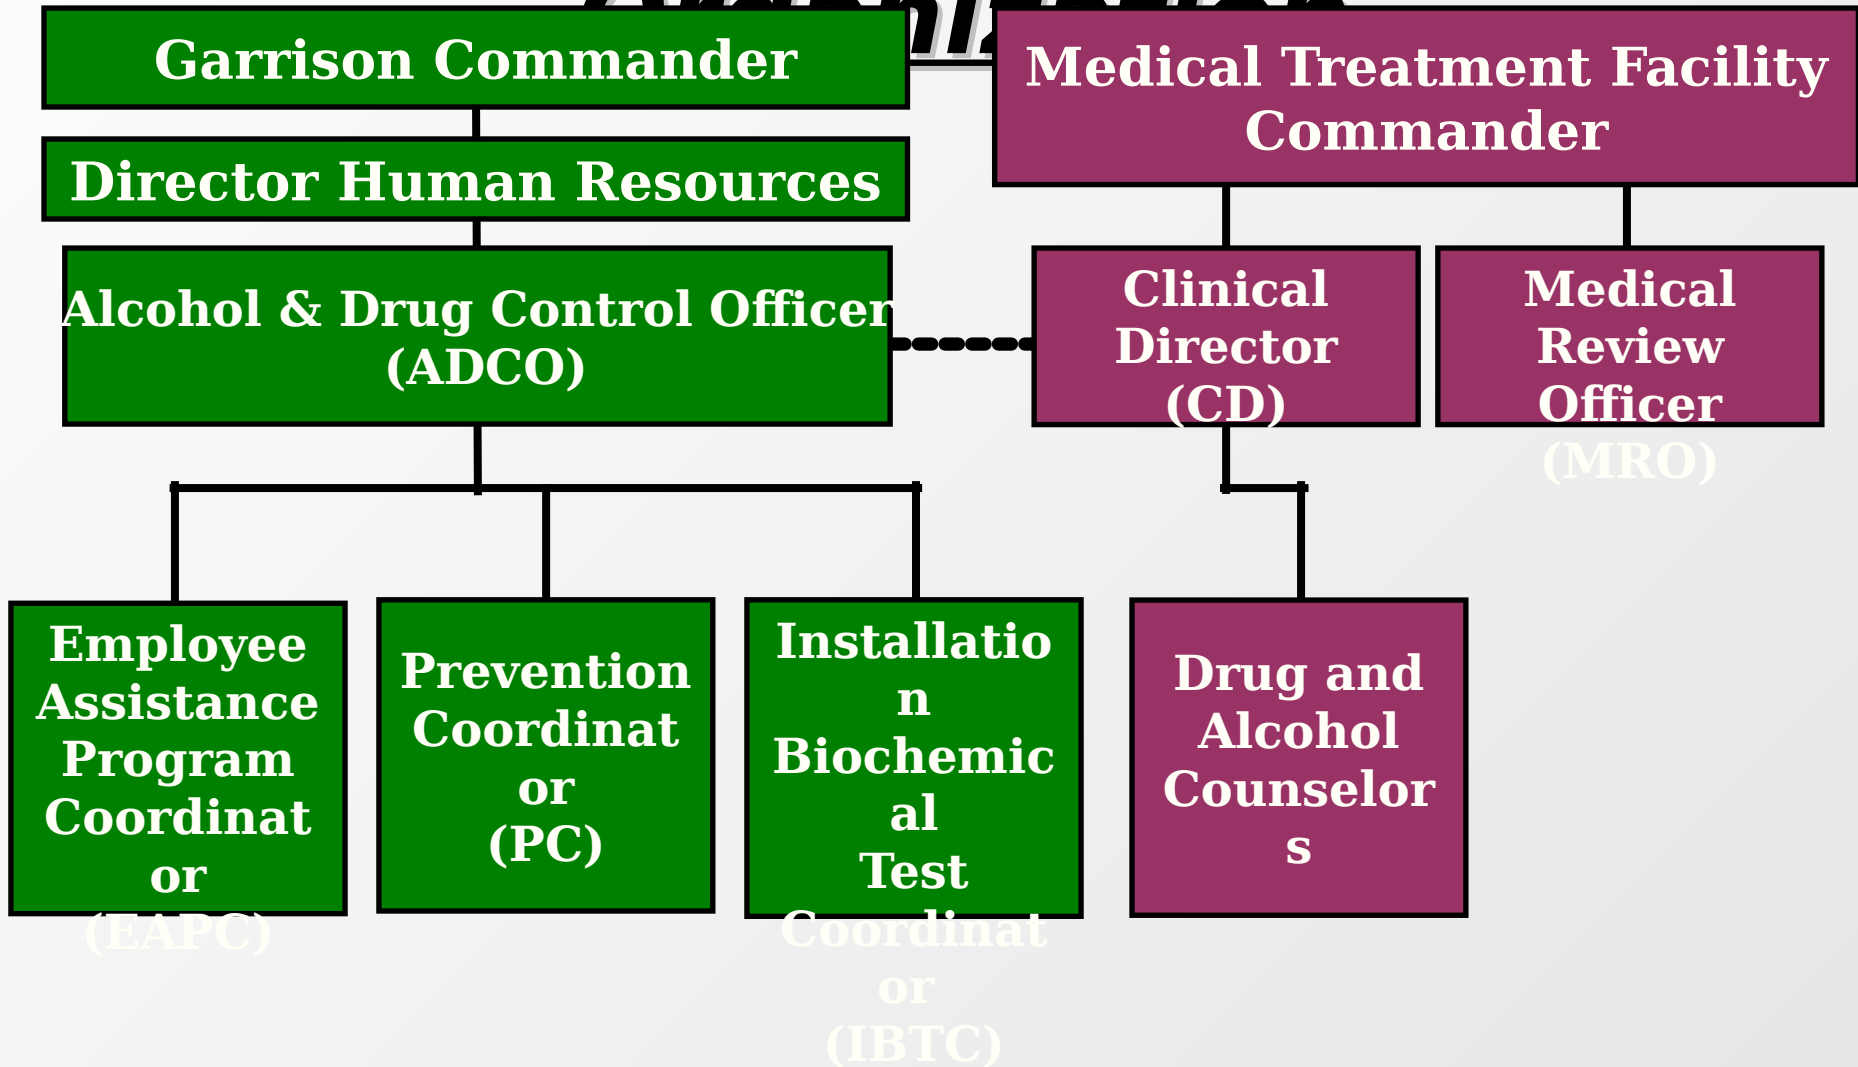 Organization
Garrison Commander
Medical Treatment Facility
Commander
Director Human Resources
Alcohol & Drug Control Officer
(ADCO)
Clinical
Director
(CD)
Medical
Review
Officer
(MRO)
Employee
Assistance
Program
Coordinat
or
(EAPC)
Prevention
Coordinat
or
(PC)
Installatio
n
Biochemic
al
Test
Coordinat
or
(IBTC)
Drug and
Alcohol
Counselor
s